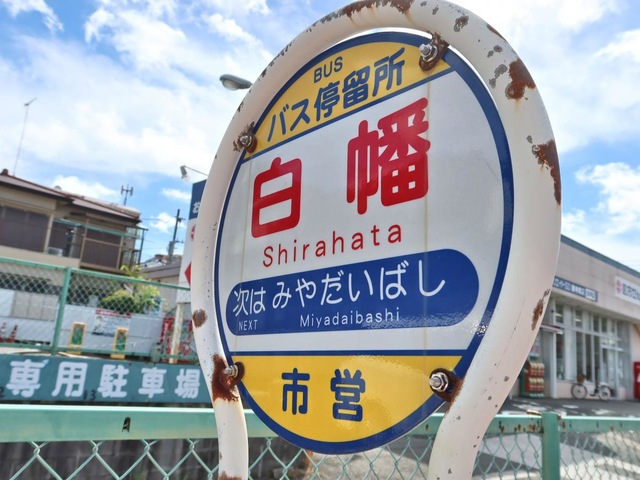 BUS
バス停留所
白幡
Shirahata
次は みやだいばし
NEXT Miyadaibashi
市営
専用駐車場